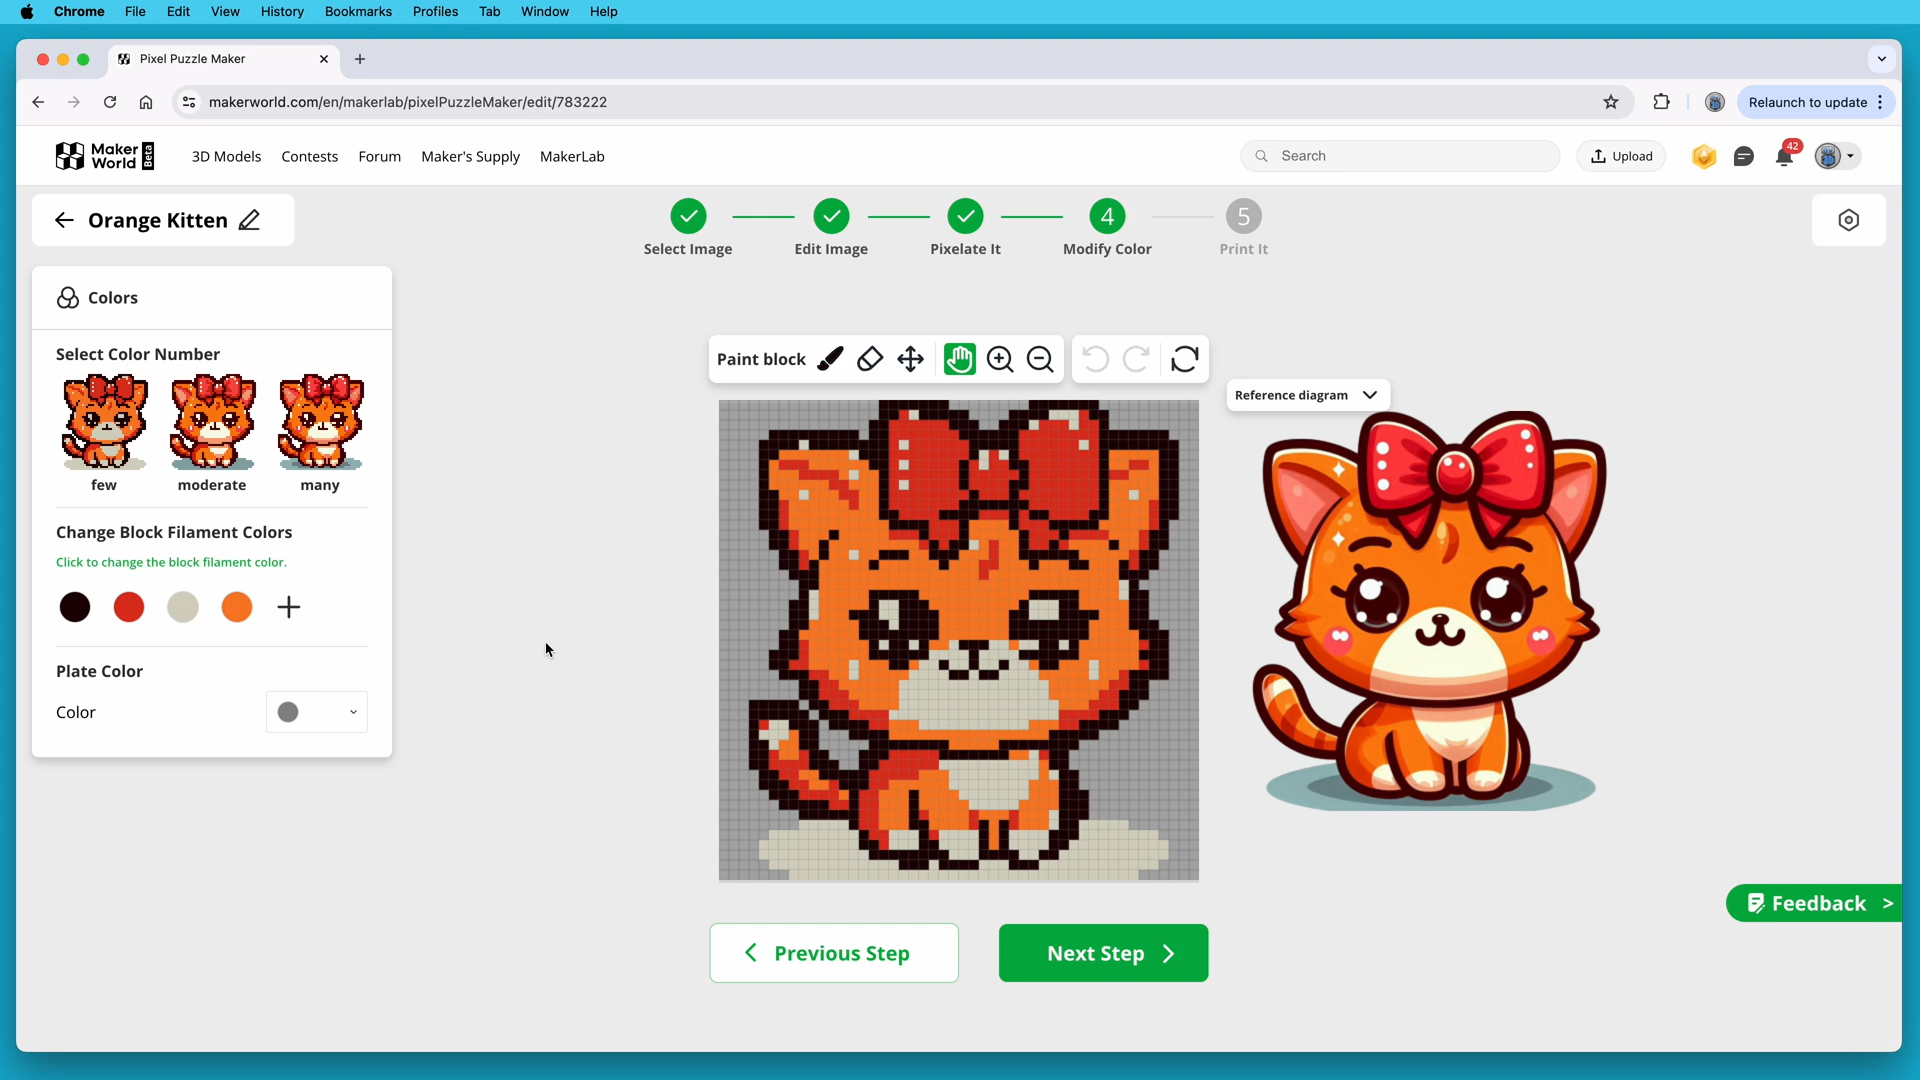 Chrome File Edit View History Bookmarks Profiles Tab Window Help
Pixel Puzzle Maker
makerworld.com/en/makerlab/pixelPuzzleMaker/edit/783222
Relaunch to update
Maker World Beta
3D Models Contests Forum Maker's Supply MakerLab
Search
Upload
42
Orange Kitten
4
5
Select Image
Edit Image
Pixelate It
Modify Color
Print It
Colors
Select Color Number
few
moderate
many
Change Block Filament Colors
Click to change the block filament color.
Plate Color
Color
Paint block
Reference diagram
Previous Step
Next Step
Feedback >